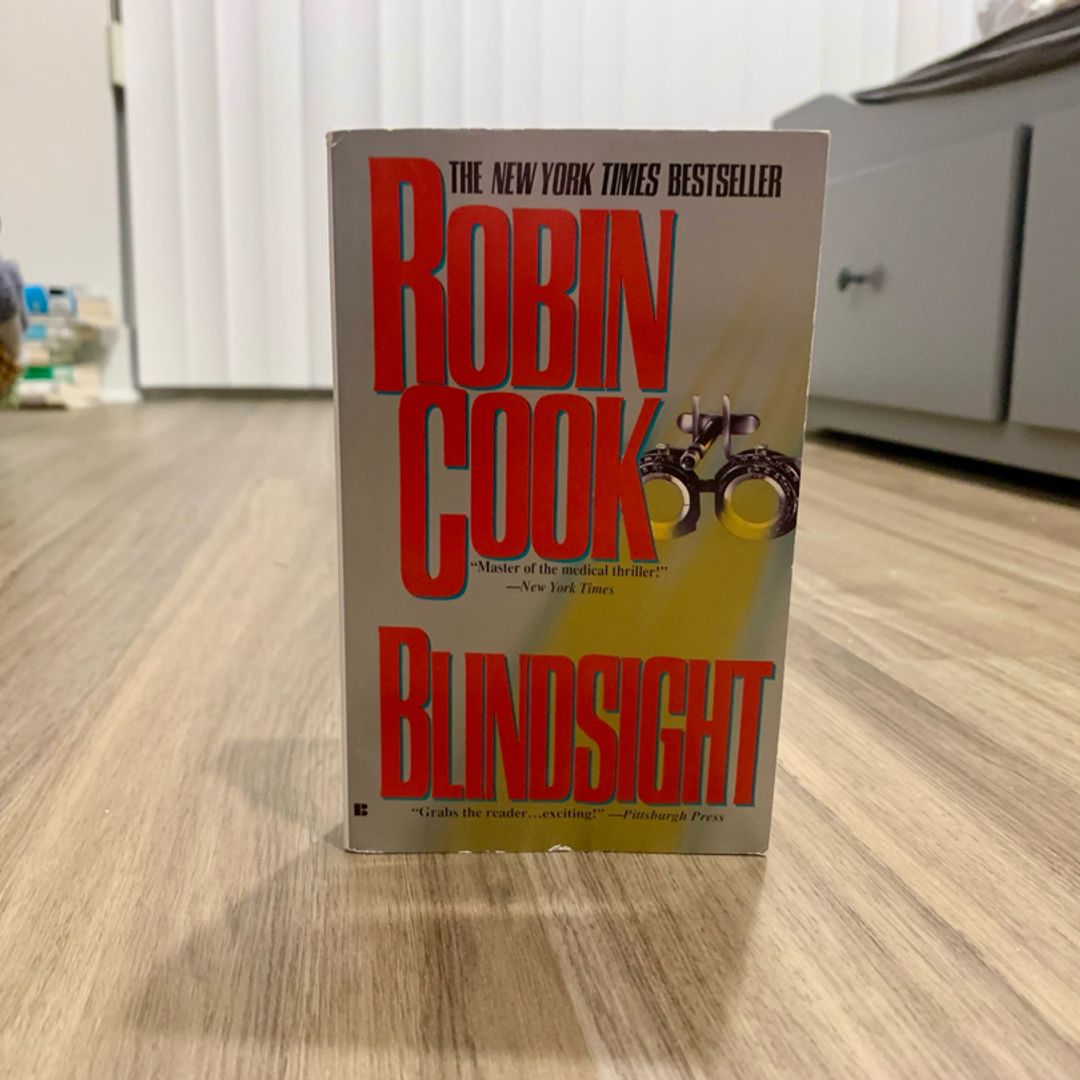 THE NEW YORK TIMES BESTSELLER
ROBIN
COOK
“Master of the medical thriller!”
—New York Times
BLINDSIGHT
B
“Grabs the reader...exciting!” —Pittsburgh Press